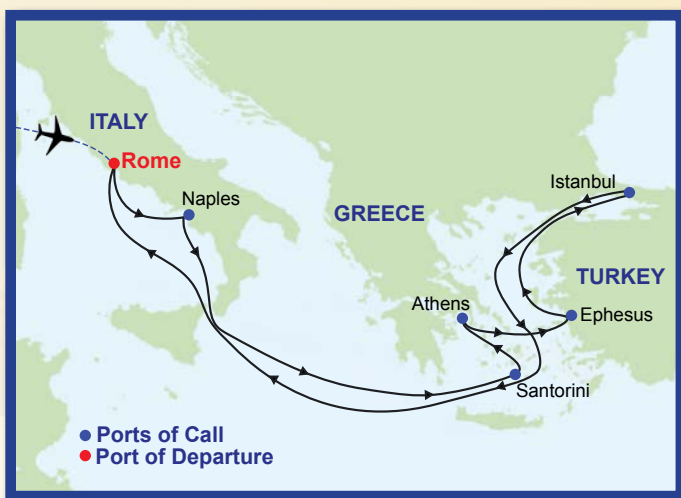 ITALY
Rome
Naples
GREECE
Istanbul
TURKEY
Athens
Ephesus
Santorini
Ports of Call
Port of Departure